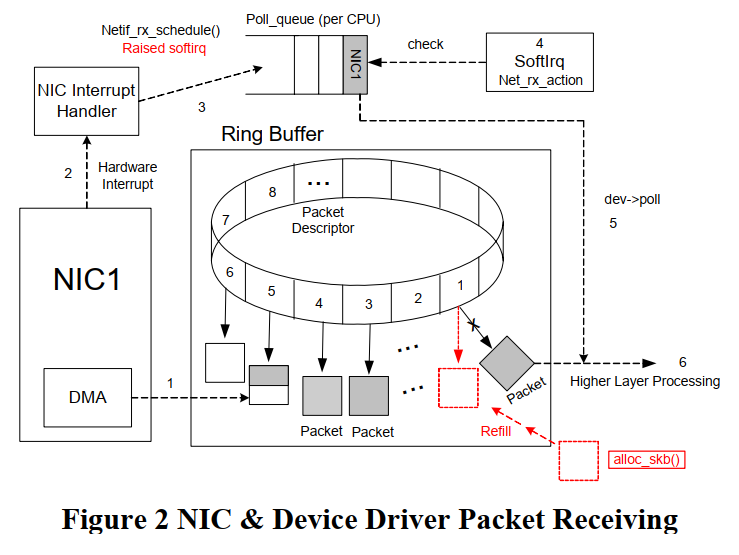 Netif_rx_schedule()
Raised softirq
Poll_queue (per CPU)
NIC1
check
4
SoftIrq
Net_rx_action
NIC Interrupt
Handler
3
Ring Buffer
2
Hardware
Interrupt
dev->poll
5
8
...
7
Packet
Descriptor
6
5
4
3
2
1
NIC1
DMA
1
...
...
X
Packet
Packet
Packet
6
Higher Layer Processing
Refill
alloc_skb()
Figure 2 NIC & Device Driver Packet Receiving